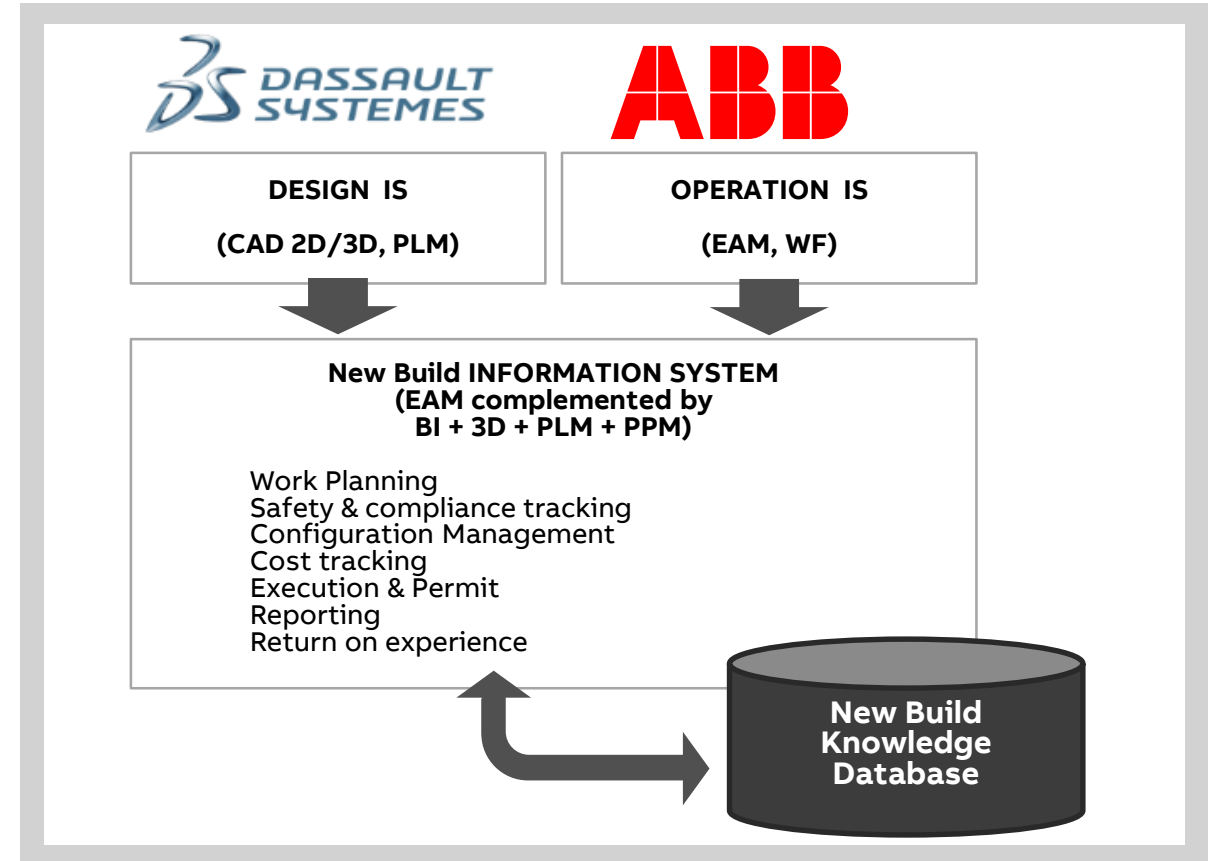 DASSAULT
SYSTEMES
ABB
DESIGN IS
(CAD 2D/3D, PLM)
OPERATION IS
(EAM, WF)
New Build INFORMATION SYSTEM
(EAM complemented by
BI + 3D + PLM + PPM)
Work Planning
Safety & compliance tracking
Configuration Management
Cost tracking
Execution & Permit
Reporting
Return on experience
New Build
Knowledge
Database